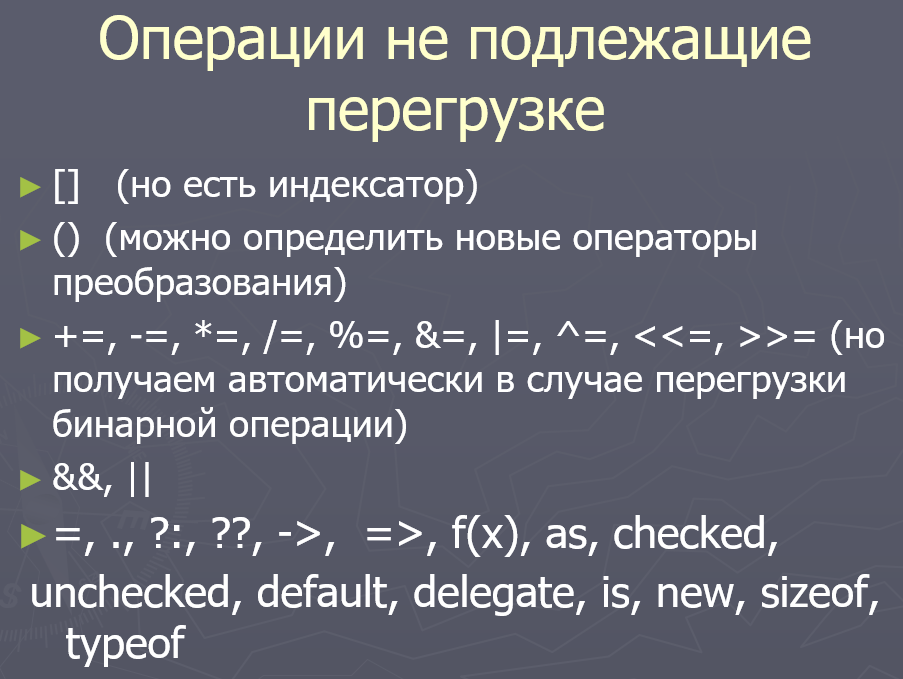 Операции не подлежащие
перегрузке
► [] (но есть индексатор)
► () (можно определить новые операторы
преобразования)
► +=, -=, *=, /=, %=, &=, |=, ^=, <<=, >>= (но
получаем автоматически в случае перегрузки
бинарной операции)
► &&, ||
► =, ., ?:, ??, ->, =>, f(x), as, checked,
unchecked, default, delegate, is, new, sizeof,
typeof